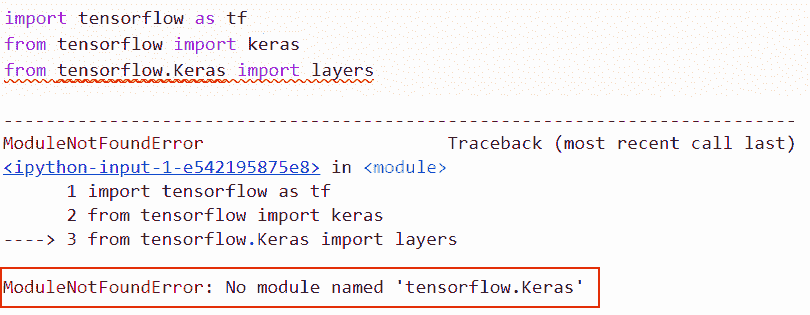 import tensorflow as tf
from tensorflow import keras
from tensorflow.Keras import layers
---------------------------------------------------------------------------
ModuleNotFoundError                       Traceback (most recent call last)
<ipython-input-1-e542195875e8> in <module>
      1 import tensorflow as tf
      2 from tensorflow import keras
----> 3 from tensorflow.Keras import layers
ModuleNotFoundError: No module named 'tensorflow.Keras'